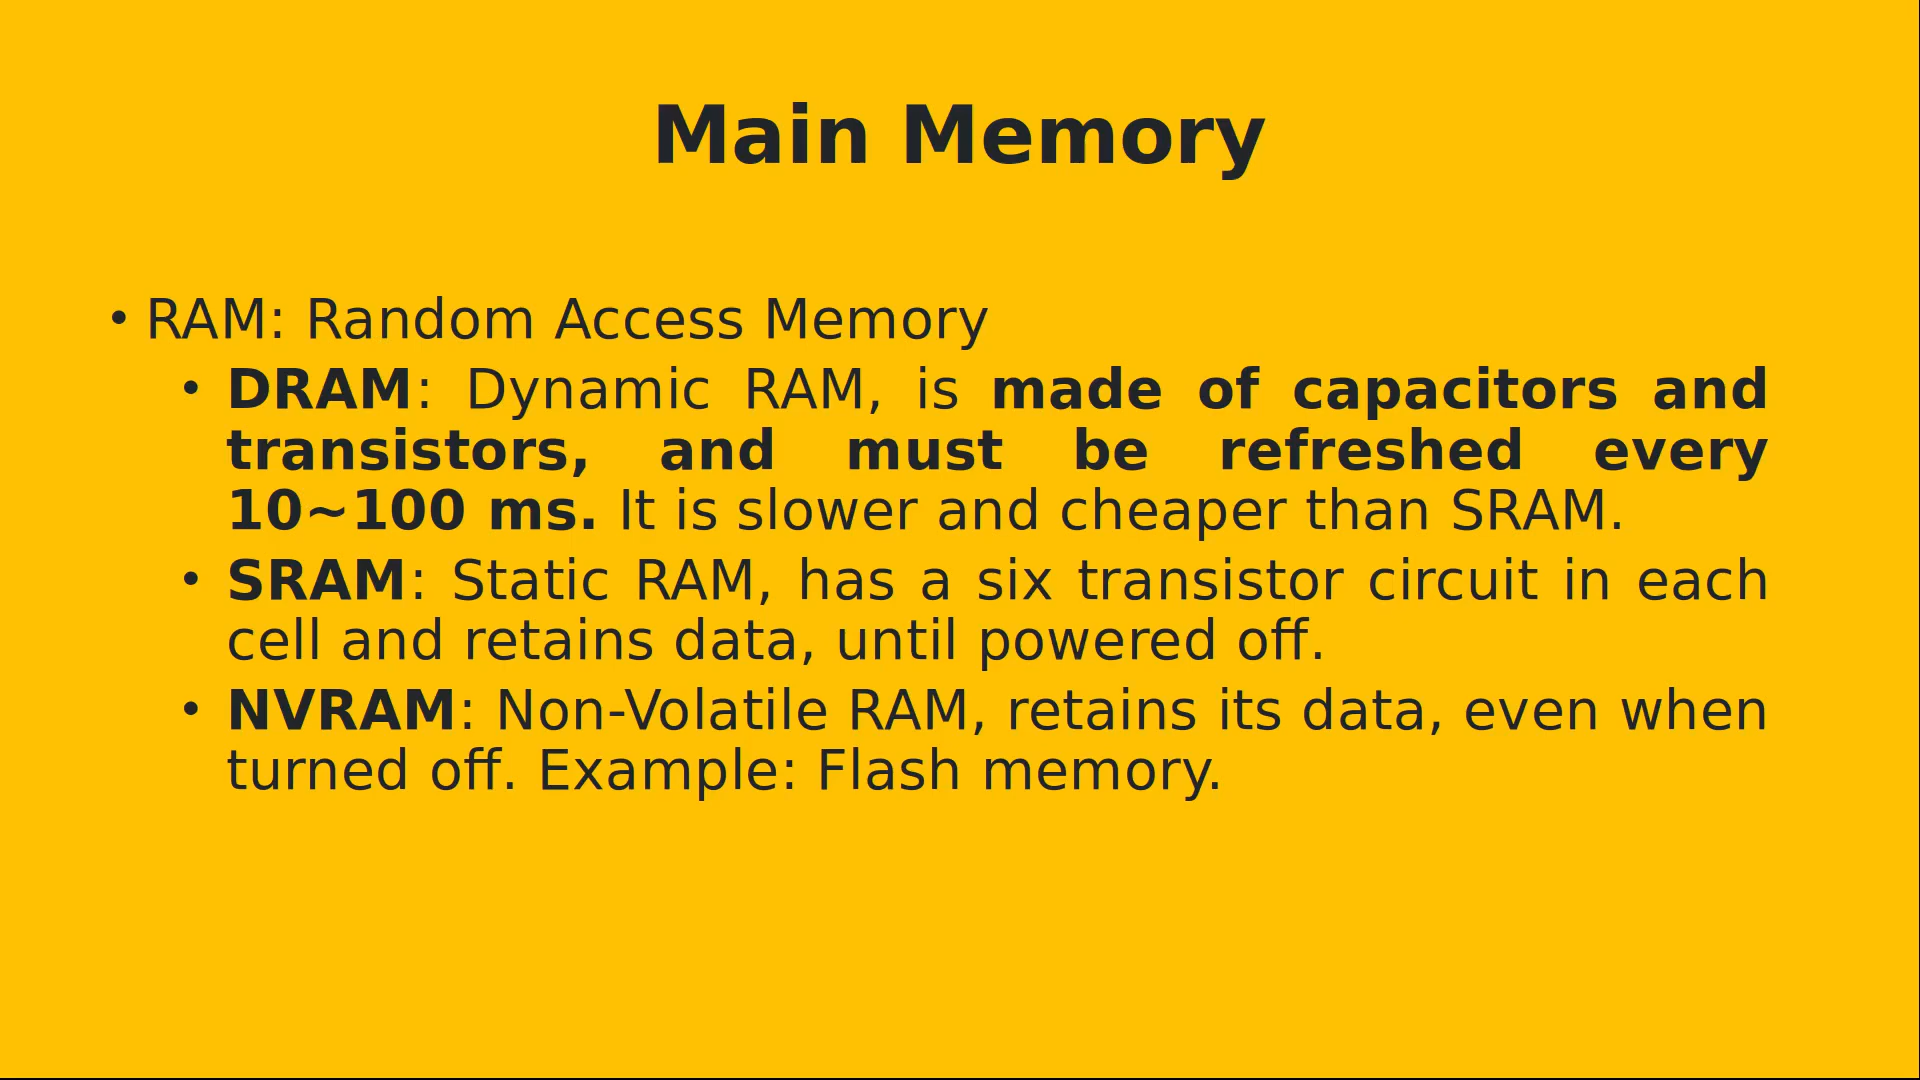 Main Memory
• RAM: Random Access Memory
• DRAM: Dynamic RAM, is made of capacitors and
transistors, and must be refreshed every
10~100 ms. It is slower and cheaper than SRAM.
• SRAM: Static RAM, has a six transistor circuit in each
cell and retains data, until powered off.
• NVRAM: Non-Volatile RAM, retains its data, even when
turned off. Example: Flash memory.